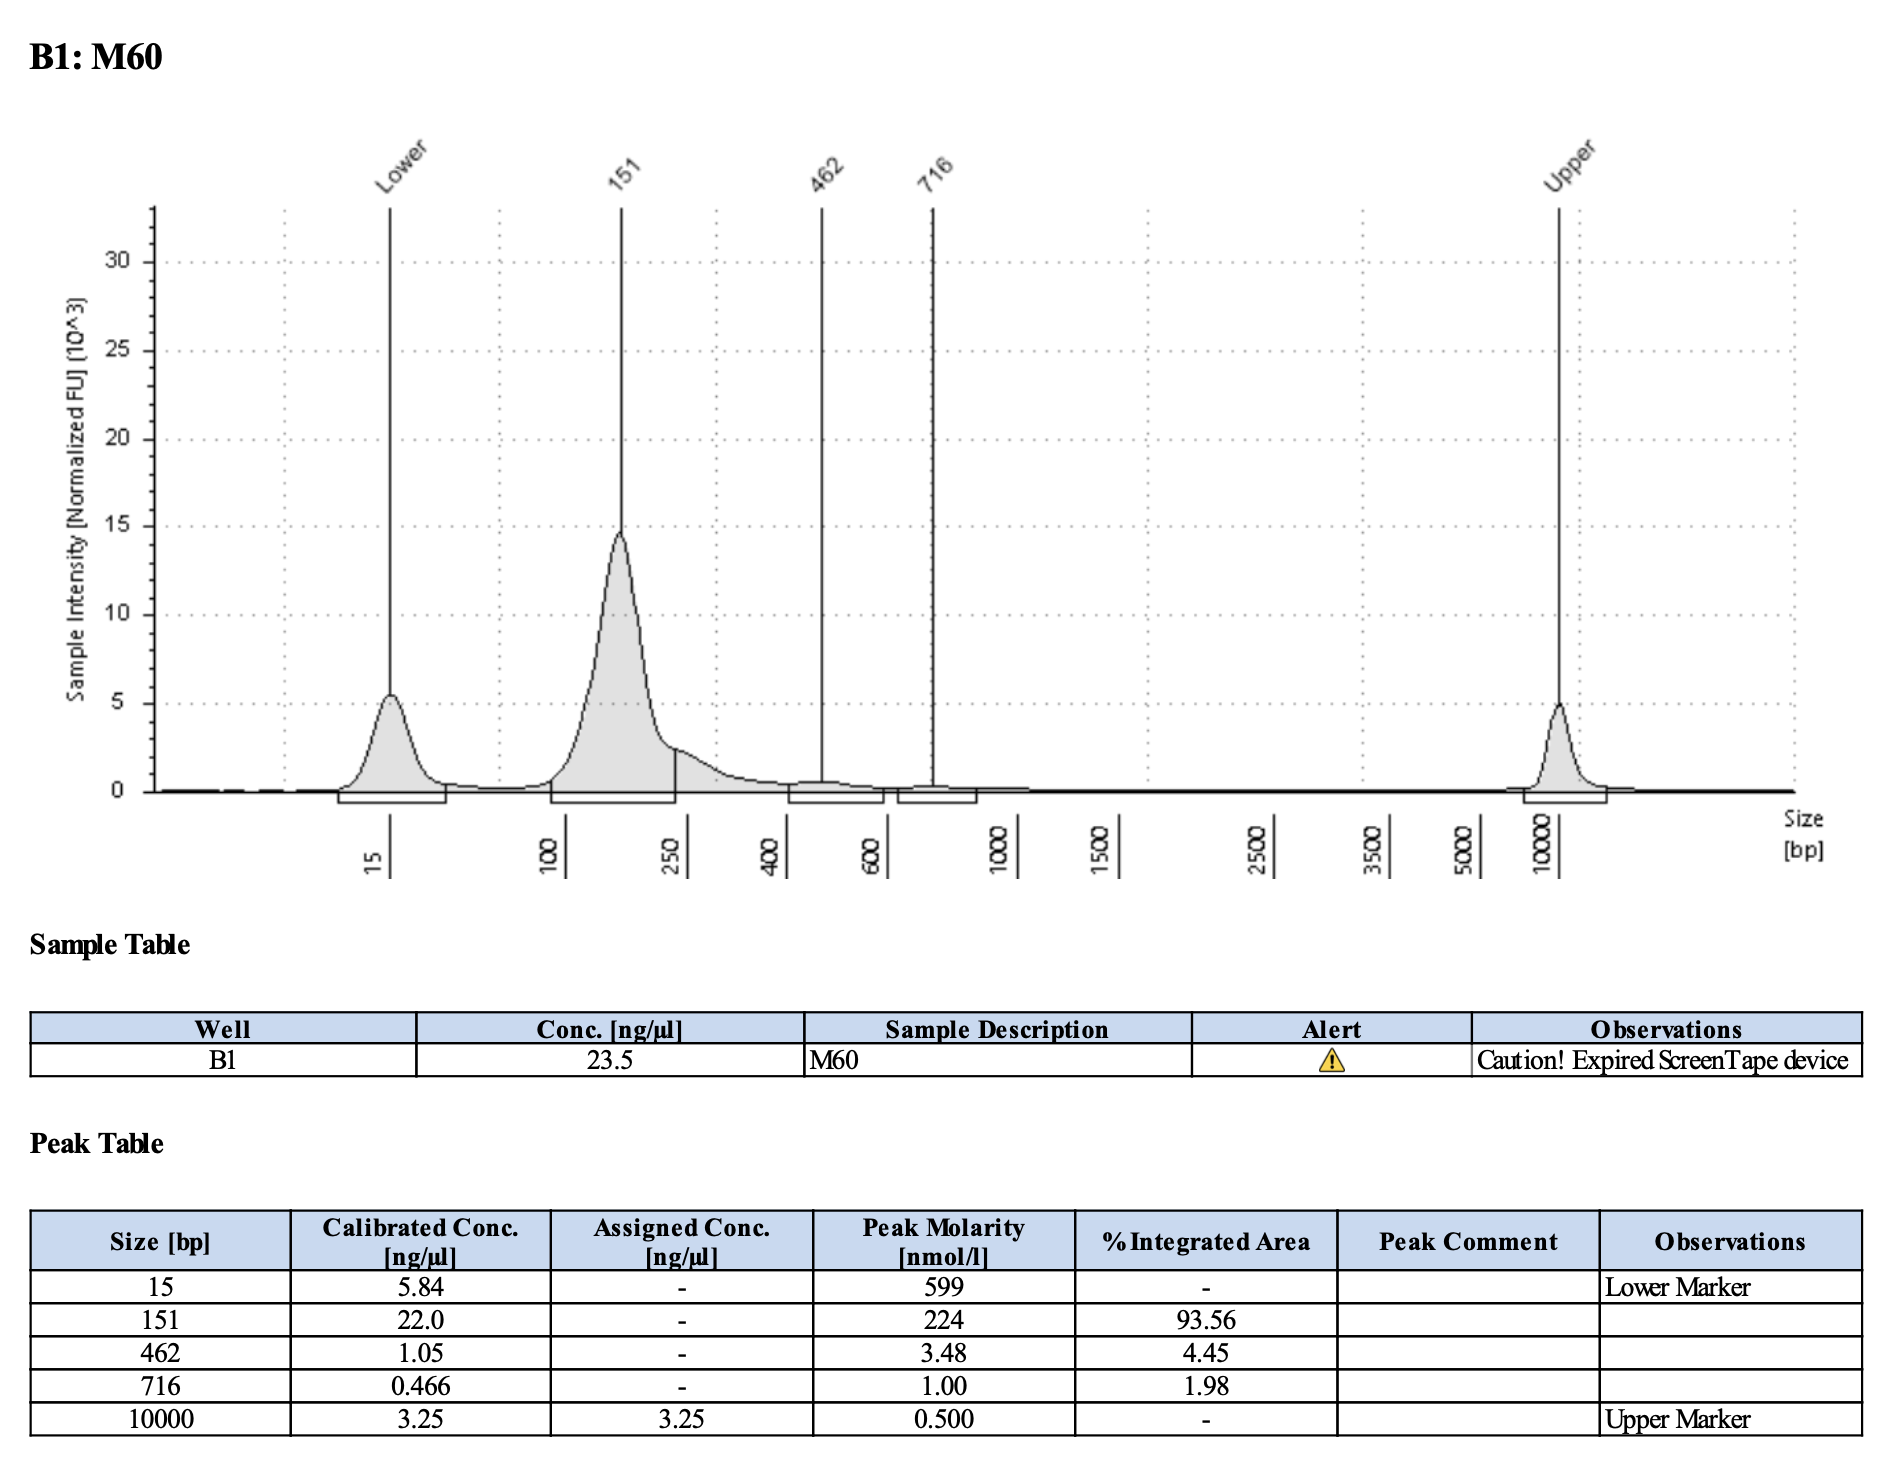 B1: M60
Lower 151 462 716 Upper
Sample Intensity [Normalized FU] (10^3)
30
25
20
15
10
5
0
15 100 250 400 600 1000 1500 2500 3500 5000 10000
Size
[bp]
Sample Table
Well Conc. [ng/µl] Sample Description Alert Observations
B1 23.5 M60 Caution! Expired ScreenTape device
Peak Table
Size [bp] Calibrated Conc. [ng/µl] Assigned Conc. [ng/µl] Peak Molarity [nmol/l] % Integrated Area Peak Comment Observations
15 5.84 - 599 - Lower Marker
151 22.0 - 224 93.56
462 1.05 - 3.48 4.45
716 0.466 - 1.00 1.98
10000 3.25 3.25 0.500 - Upper Marker